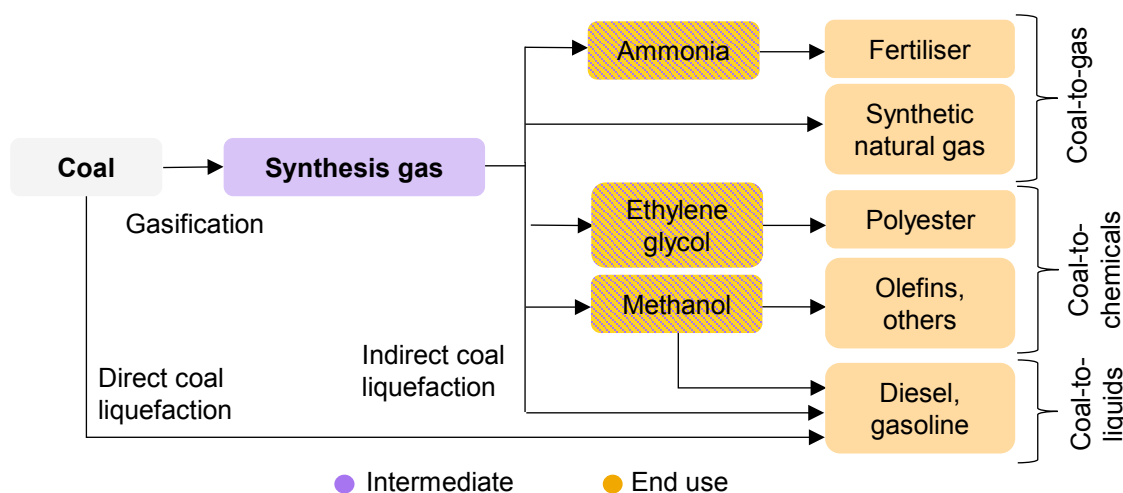 Ammonia
Fertiliser
Synthetic
natural gas
Coal-to-gas
Coal
Synthesis gas
Gasification
Ethylene
glycol
Polyester
Methanol
Olefins,
others
Coal-to-
chemicals
Indirect coal
liquefaction
Direct coal
liquefaction
Diesel,
gasoline
Coal-to-
liquids
Intermediate
End use